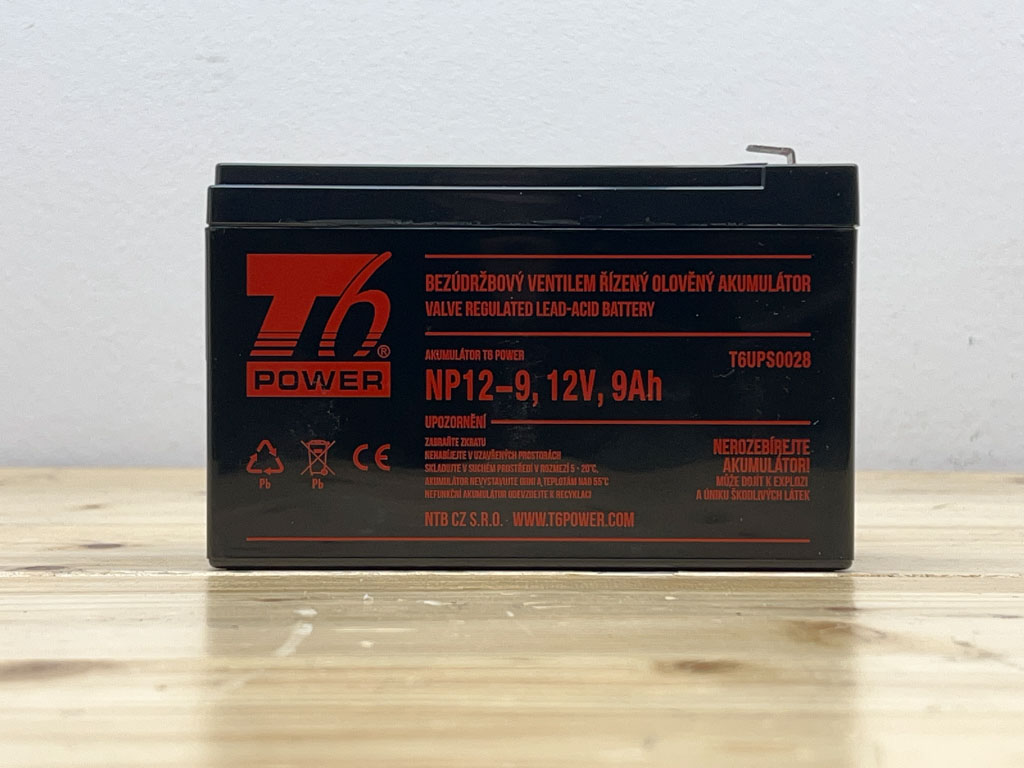 T6®
POWER
BEZÚDRŽBOVÝ VENTILEM ŘÍZENÝ OLOVĚNÝ AKUMULÁTOR
VALVE REGULATED LEAD-ACID BATTERY
AKUMULÁTOR T6 POWER
T6UPS0028
NP12–9, 12V, 9Ah
UPOZORNĚNÍ
ZABRAŇTE ZKRATU
NENABÍJEJTE V UZAVŘENÝCH PROSTORÁCH
SKLADUJTE V SUCHÉM PROSTŘEDÍ V ROZMEZÍ 5 - 20°C,
AKUMULÁTOR NEVYSTAVUJTE OHNI A TEPLOTÁM NAD 55°C
NEFUNKČNÍ AKUMULÁTOR ODEVZDEJTE K RECYKLACI
NEROZEBÍREJTE
AKUMULÁTOR!
MŮŽE DOJÍT K EXPLOZI
A ÚNIKU ŠKODLIVÝCH LÁTEK
Pb
Pb
CE
NTB CZ S.R.O. WWW.T6POWER.COM